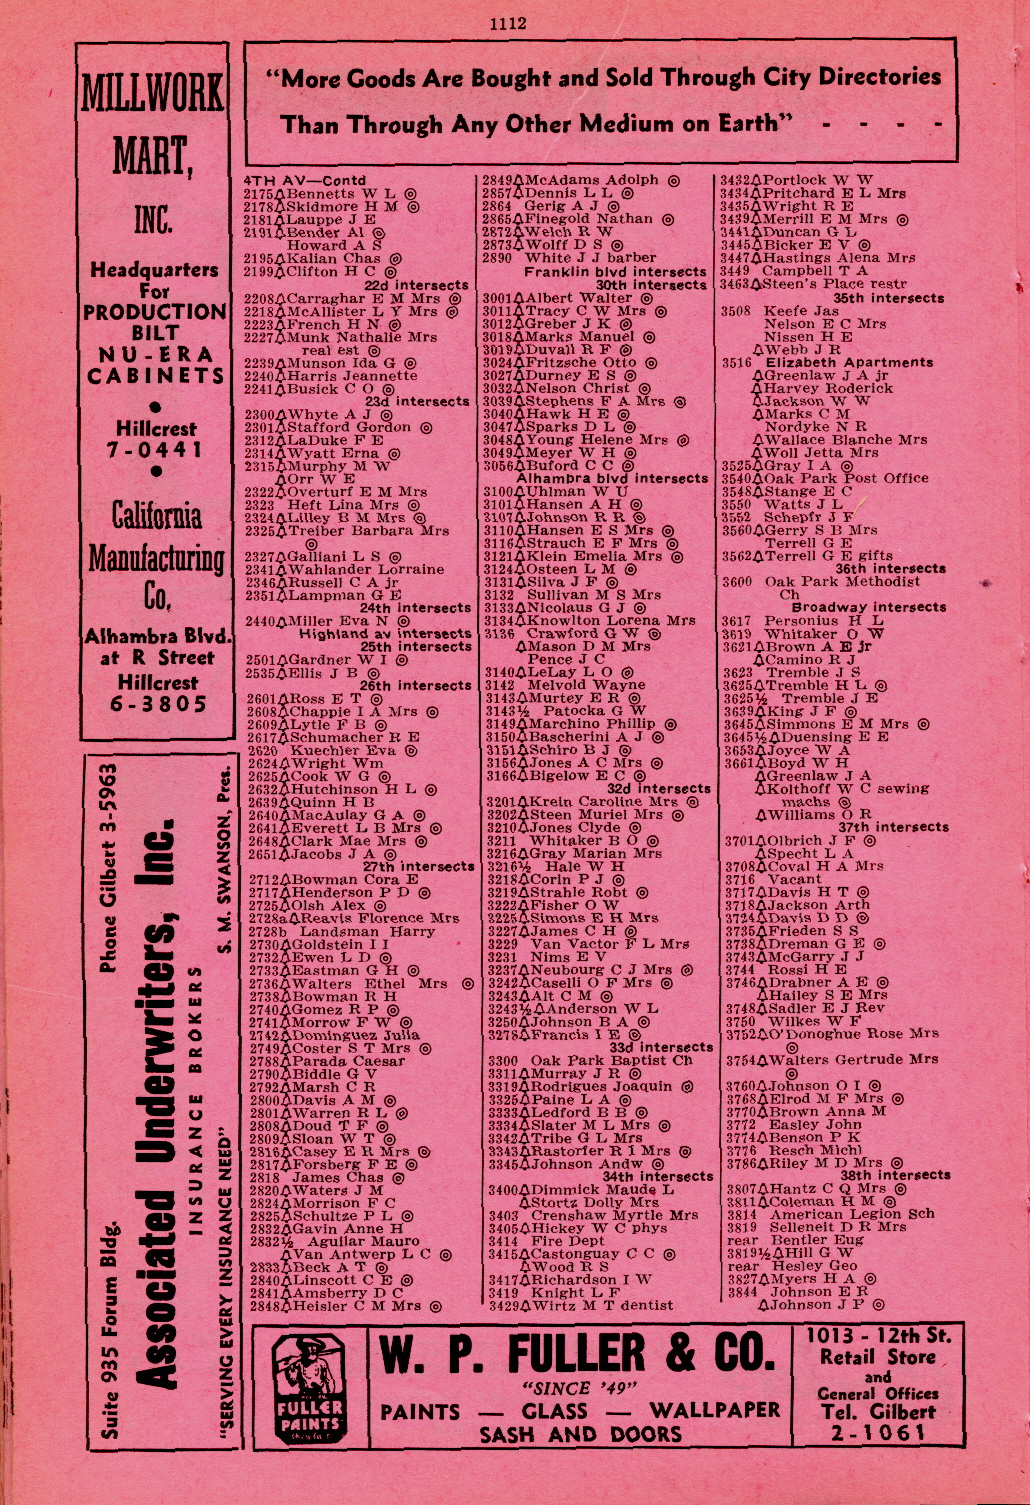 1112
MILLWORK
MART,
INC.
Headquarters
For
PRODUCTION
BILT
NU-ERA
CABINETS
Hillcrest
7-0441
California
Manufacturing
Co.
Alhambra Blvd.
at R Street
Hillcrest
6-3805
Suite 935 Forum Bldg. Phone Gilbert 3-5963
Associated Underwriters, Inc.
INSURANCE BROKERS
"SERVING EVERY INSURANCE NEED" S. M. SWANSON, Pres.
"More Goods Are Bought and Sold Through City Directories
Than Through Any Other Medium on Earth" - - - -
4TH AV—Contd
2175△Bennetts W L ◎
2178△Skidmore H M ◎
2181△Lauppe J E
2191△Bender Al ◎
Howard A S
2195△Kalian Chas ◎
2199△Clifton H C ◎
22d intersects
2208△Carraghar E M Mrs ◎
2218△McAllister L Y Mrs ◎
2223△French H N ◎
2227△Munk Nathalie Mrs
real est ◎
2239△Munson Ida G ◎
2240△Harris Jeannette
2241△Busick C O ◎
23d intersects
2300△Whyte A J ◎
2301△Stafford Gordon ◎
2312△LaDuke F E
2314△Wyatt Erna ◎
2315△Murphy M W
△Orr W E
2322△Overturf E M Mrs
2323 Heft Lina Mrs ◎
2324△Lilley B M Mrs ◎
2325△Treiber Barbara Mrs
◎
2327△Galliani L S ◎
2341△Wahlander Lorraine
2346△Russell C A jr
2351△Lampman G E
24th intersects
2440△Miller Eva N ◎
Highland av intersects
25th intersects
2501△Gardner W I ◎
2535△Ellis J B ◎
26th intersects
2601△Ross E T ◎
2608△Chappie I A Mrs ◎
2609△Lytle F B ◎
2617△Schumacher R E
2620 Kuechler Eva ◎
2624△Wright Wm
2625△Cook W G ◎
2632△Hutchinson H L ◎
2639△Quinn H B
2640△MacAulay G A ◎
2641△Everett L B Mrs ◎
2648△Clark Mae Mrs ◎
2651△Jacobs J A ◎
27th intersects
2712△Bowman Cora E
2717△Henderson P D ◎
2725△Olsh Alex ◎
2728a△Reavis Florence Mrs
2728b Landsman Harry
2730△Goldstein I I
2732△Ewen L D ◎
2733△Eastman G H ◎
2736△Walters Ethel Mrs ◎
2738△Bowman R H
2740△Gomez R P ◎
2741△Morrow F W ◎
2742△Dominguez Julia
2749△Coster S T Mrs ◎
2788△Parada Caesar
2790△Biddle G V
2792△Marsh C R
2800△Davis A M ◎
2801△Warren R L ◎
2808△Doud T F ◎
2809△Sloan W T ◎
2816△Casey E R Mrs ◎
2817△Forsberg F E ◎
2818 James Chas ◎
2820△Waters J M
2824△Morrison F C
2825△Schultze P L ◎
2832△Gavin Anne H
2832½ Aguilar Mauro
△Van Antwerp L C ◎
2833△Beck A T ◎
2840△Linscott C E ◎
2841△Amsberry D C
2848△Heisler C M Mrs ◎
2849△McAdams Adolph ◎
2857△Dennis L L ◎
2864 Gerig A J ◎
2865△Finegold Nathan ◎
2872△Welch R W
2873△Wolff D S ◎
2890 White J J barber
Franklin blvd intersects
30th intersects
3001△Albert Walter ◎
3011△Tracy C W Mrs ◎
3012△Greber J K ◎
3018△Marks Manuel ◎
3019△Duvall R F ◎
3024△Fritzsche Otto ◎
3027△Durney E S ◎
3032△Nelson Christ ◎
3039△Stephens F A Mrs ◎
3040△Hawk H E ◎
3047△Sparks D L ◎
3048△Young Helene Mrs ◎
3049△Meyer W H ◎
3056△Buford C C ◎
Alhambra blvd intersects
3100△Uhlman W U
3101△Hansen A H ◎
3107△Johnson R R ◎
3110△Hansen E S Mrs ◎
3116△Strauch E F Mrs ◎
3121△Klein Emelia Mrs ◎
3124△Osteen L M ◎
3131△Silva J F ◎
3132 Sullivan M S Mrs
3133△Nicolaus G J ◎
3134△Knowlton Lorena Mrs
3136 Crawford G W ◎
△Mason D M Mrs
Pence J C
3140△LeLay L O ◎
3142 Melvold Wayne
3143△Murtey E R ◎
3143½ Patocka G W
3149△Marchino Phillip ◎
3150△Bascherini A J ◎
3151△Schiro B J ◎
3156△Jones A C Mrs ◎
3166△Bigelow E C ◎
32d intersects
3201△Krein Caroline Mrs ◎
3202△Steen Muriel Mrs ◎
3210△Jones Clyde ◎
3211 Whitaker B O ◎
3216△Gray Marian Mrs
3216½ Hale W H
3218△Corin P J ◎
3219△Strahle Robt ◎
3222△Fisher O W
3225△Simons E H Mrs
3227△James C H ◎
3229 Van Vactor F L Mrs
3231 Nims E V
3237△Neubourg C J Mrs ◎
3242△Caselli O F Mrs ◎
3243△Alt C M ◎
3243½△Anderson W L
3250△Johnson B A ◎
3278△Francis I E ◎
33d intersects
3300 Oak Park Baptist Ch
3311△Murray J R ◎
3319△Rodrigues Joaquin ◎
3325△Paine L A ◎
3333△Ledford B B ◎
3334△Slater M L Mrs ◎
3342△Tribe G L Mrs
3343△Rastorfer R I Mrs ◎
3345△Johnson Andw ◎
34th intersects
3400△Dimmick Maude L
△Stortz Dolly Mrs
3403 Crenshaw Myrtle Mrs
3405△Hickey W C phys
3414 Fire Dept
3415△Castonguay C C ◎
△Wood R S
3417△Richardson I W
3419 Knight L F
3429△Wirtz M T dentist
3432△Portlock W W
3434△Pritchard E L Mrs
3435△Wright R E
3439△Merrill E M Mrs ◎
3441△Duncan G L
3445△Bicker E V ◎
3447△Hastings Alena Mrs
3449 Campbell T A
3463△Steen's Place restr
35th intersects
3508 Keefe Jas
Nelson E C Mrs
Nissen H E
△Webb J R
3516 Elizabeth Apartments
△Greenlaw J A jr
△Harvey Roderick
△Jackson W W
△Marks C M
Nordyke N R
△Wallace Blanche Mrs
△Woll Jetta Mrs
3525△Gray I A ◎
3540△Oak Park Post Office
3548△Stange E C
3550 Watts J L
3552 Schepfr J F
3560△Gerry S B Mrs
Terrell G E
3562△Terrell G E gifts
36th intersects
3600 Oak Park Methodist
Ch
Broadway intersects
3617 Personius H L
3619 Whitaker O W
3621△Brown A E jr
△Camino R J
3623 Tremble J S
3625△Tremble H L ◎
3625½ Tremble J E
3639△King J F ◎
3645△Simmons E M Mrs ◎
3645½△Duensing E E
3653△Joyce W A
3661△Boyd W H
△Greenlaw J A
△Kolthoff W C sewing
machs ◎
△Williams O R
37th intersects
3701△Olbrich J F ◎
△Specht L A
3708△Coval H A Mrs
3716 Vacant
3717△Davis H T ◎
3718△Jackson Arth
3724△Davis D D ◎
3735△Frieden S S
3738△Dreman G E ◎
3743△McGarry J J
3744 Rossi H E
3746△Drabner A E ◎
△Hailey S E Mrs
3748△Sadler E J Rev
3750 Wilkes W F
3752△O'Donoghue Rose Mrs
◎
3754△Walters Gertrude Mrs
◎
3760△Johnson O I ◎
3768△Elrod M F Mrs ◎
3770△Brown Anna M
3772 Easley John
3774△Benson P K
3776 Resch Michl
3786△Riley M D Mrs ◎
38th intersects
3807△Hantz C Q Mrs ◎
3811△Coleman H M ◎
3814 American Legion Sch
3819 Selleneit D R Mrs
rear Bentler Eug
3819½△Hill G W
rear Hesley Geo
3827△Myers H A ◎
3844 Johnson E R
△Johnson J P ◎
FULLER
PAINTS
W. P. FULLER & CO.
"SINCE '49"
PAINTS — GLASS — WALLPAPER
SASH AND DOORS
1013 - 12th St.
Retail Store
and
General Offices
Tel. Gilbert
2-1061